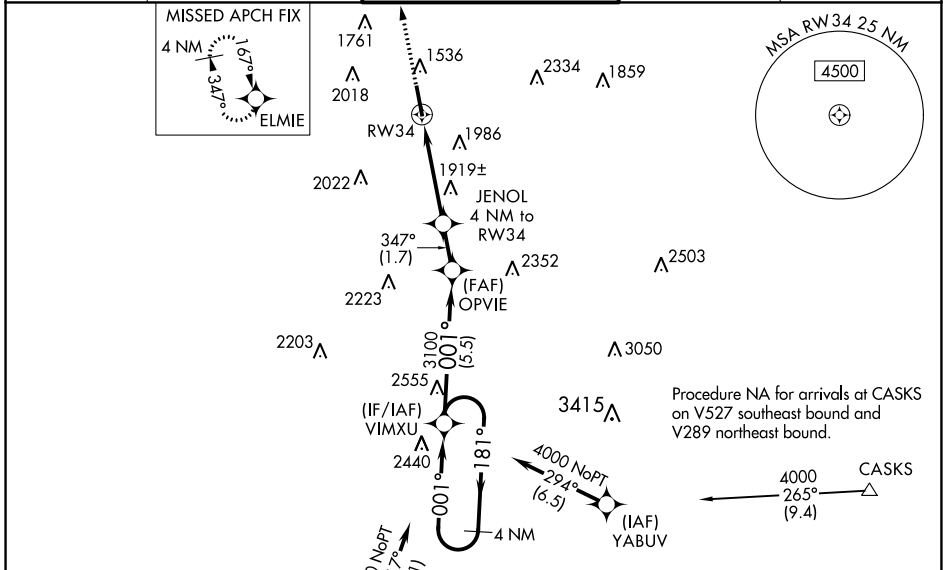 MISSED APCH FIX
4 NM
167°
347°
ELMIE
1761
1536
2018
2334
1859
MSA RW34 25 NM
4500
RW34
1986
1919±
2022
JENOL
4 NM to
RW34
347°
(1.7)
2352
2503
(FAF)
OPVIE
2223
3100
001°
(5.5)
2203
3050
2555
(IF/IAF)
VIMXU
3415
Procedure NA for arrivals at CASKS
on V527 southeast bound and
V289 northeast bound.
2440
181°
001°
4000 NoPT
294°
(6.5)
4000
265°
(9.4)
CASKS
4 NM
(IAF)
YABUV
NoPT